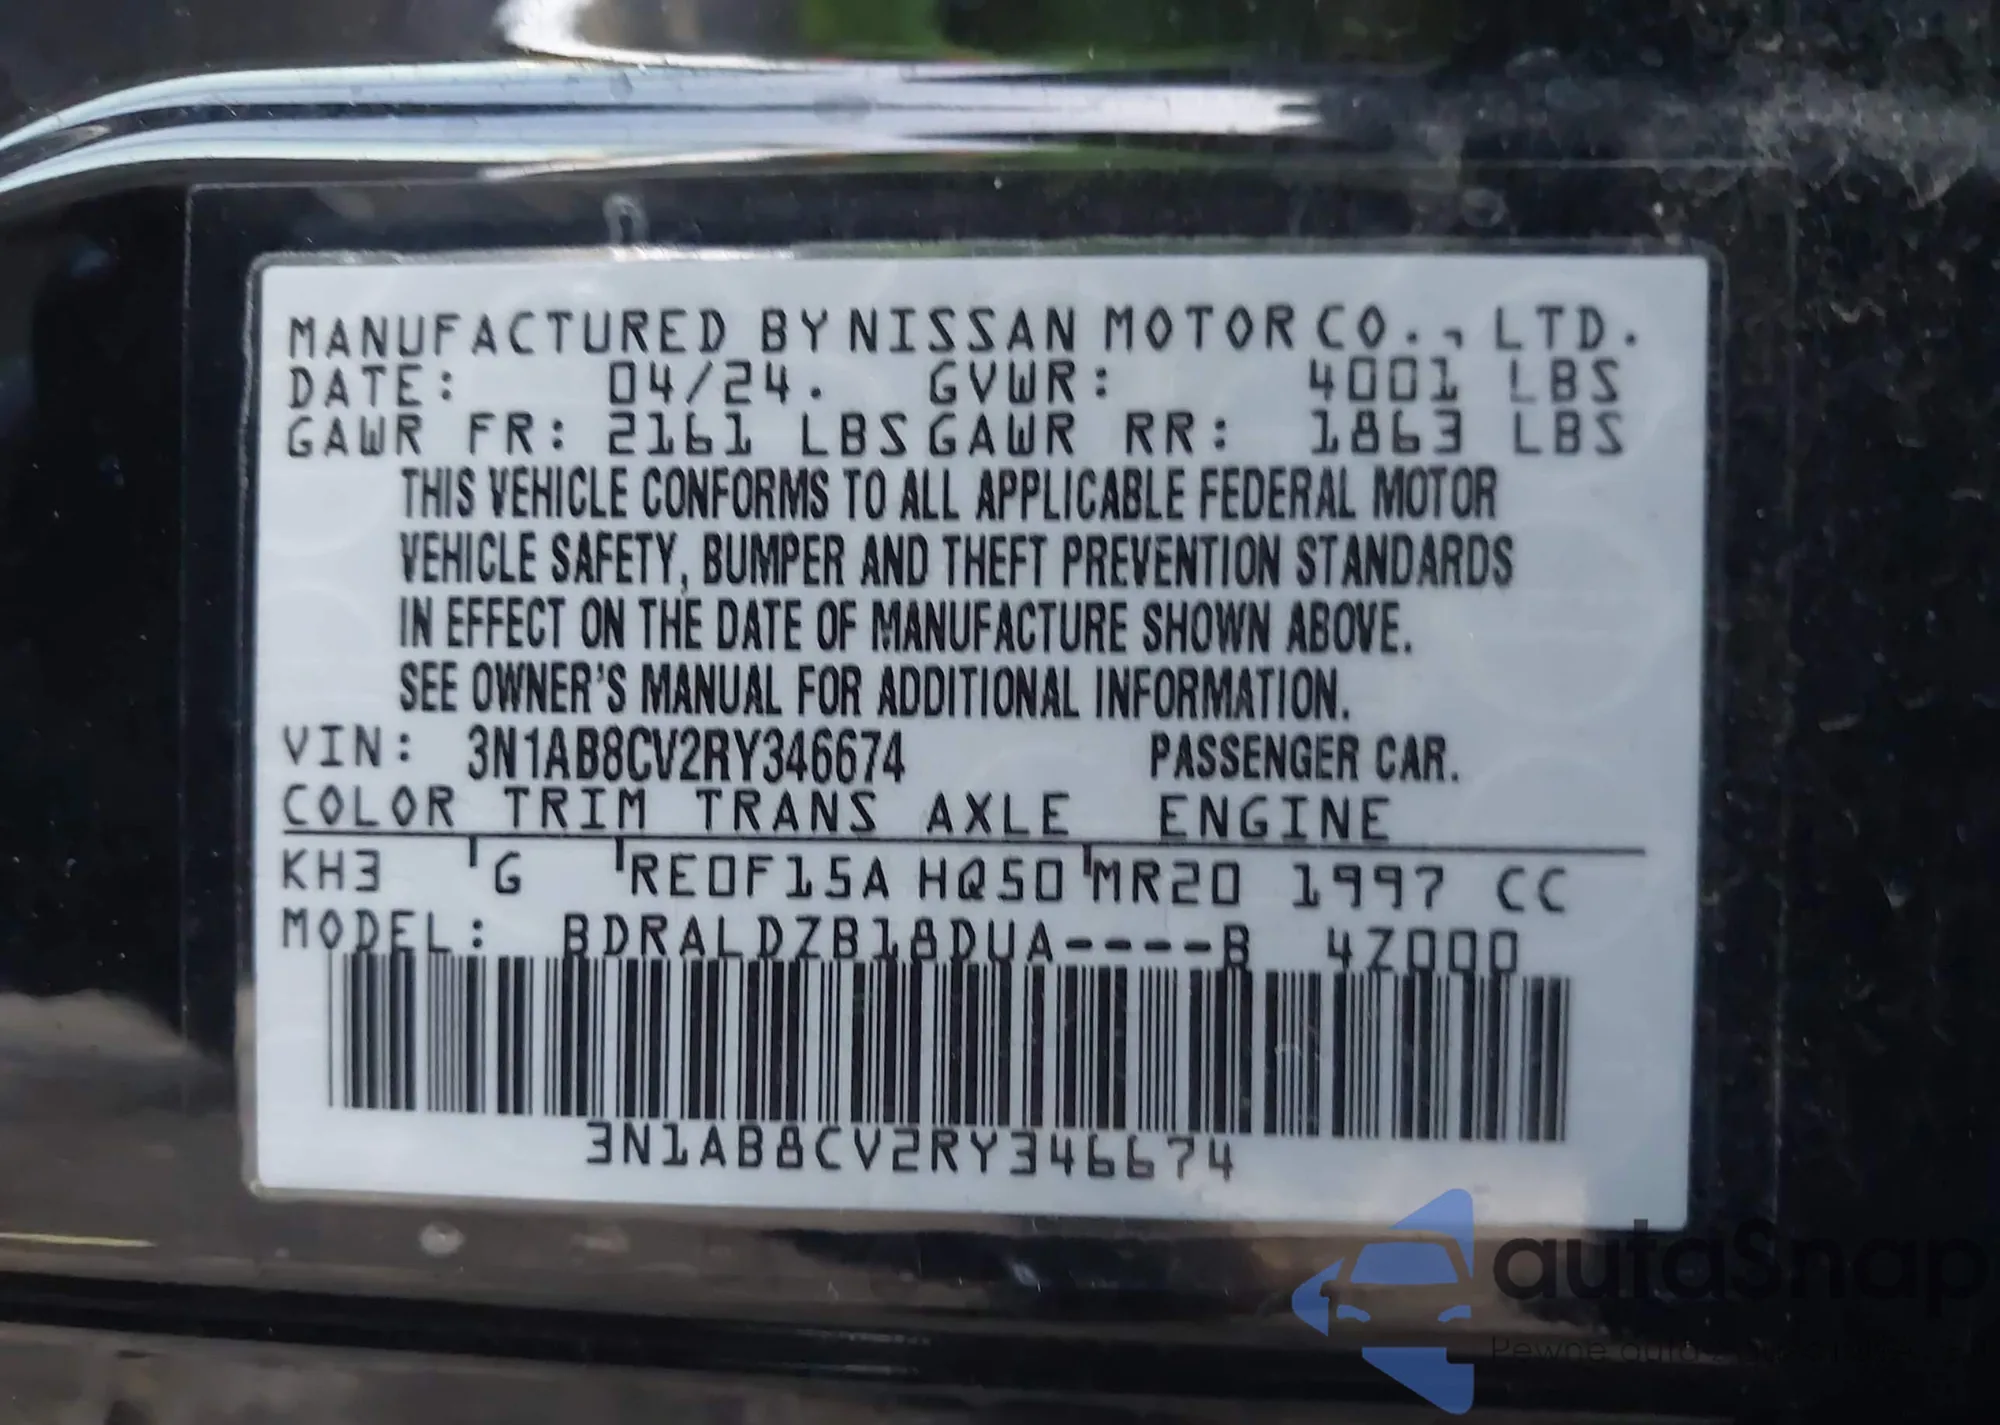 MANUFACTURED BY NISSAN MOTOR CO., LTD.
DATE: 04/24. GVWR: 4001 LBS
GAWR FR: 2161 LBS GAWR RR: 1863 LBS
THIS VEHICLE CONFORMS TO ALL APPLICABLE FEDERAL MOTOR
VEHICLE SAFETY, BUMPER AND THEFT PREVENTION STANDARDS
IN EFFECT ON THE DATE OF MANUFACTURE SHOWN ABOVE.
SEE OWNER'S MANUAL FOR ADDITIONAL INFORMATION.
VIN: 3N1AB8CV2RY346674 PASSENGER CAR.
COLOR TRIM TRANS AXLE ENGINE
KH3 G RE0F15A HQ50 MR20 1997 CC
MODEL: BDRALDZB18DUA----B 4Z000
3N1AB8CV2RY346674
autaSnap
Pewne auto